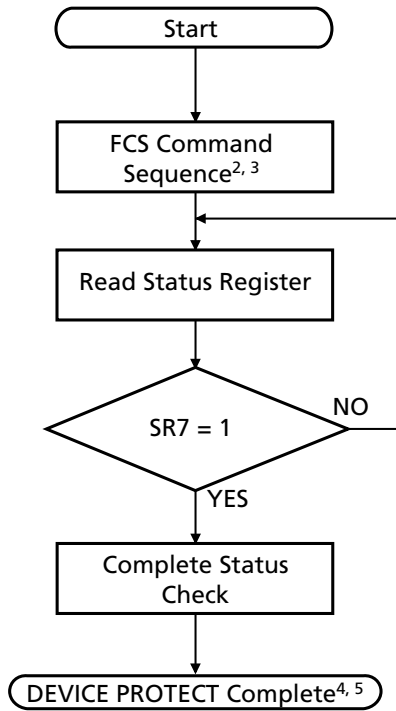 Start
FCS Command
Sequence2, 3
Read Status Register
SR7 = 1
NO
YES
Complete Status
Check
DEVICE PROTECT Complete4, 5